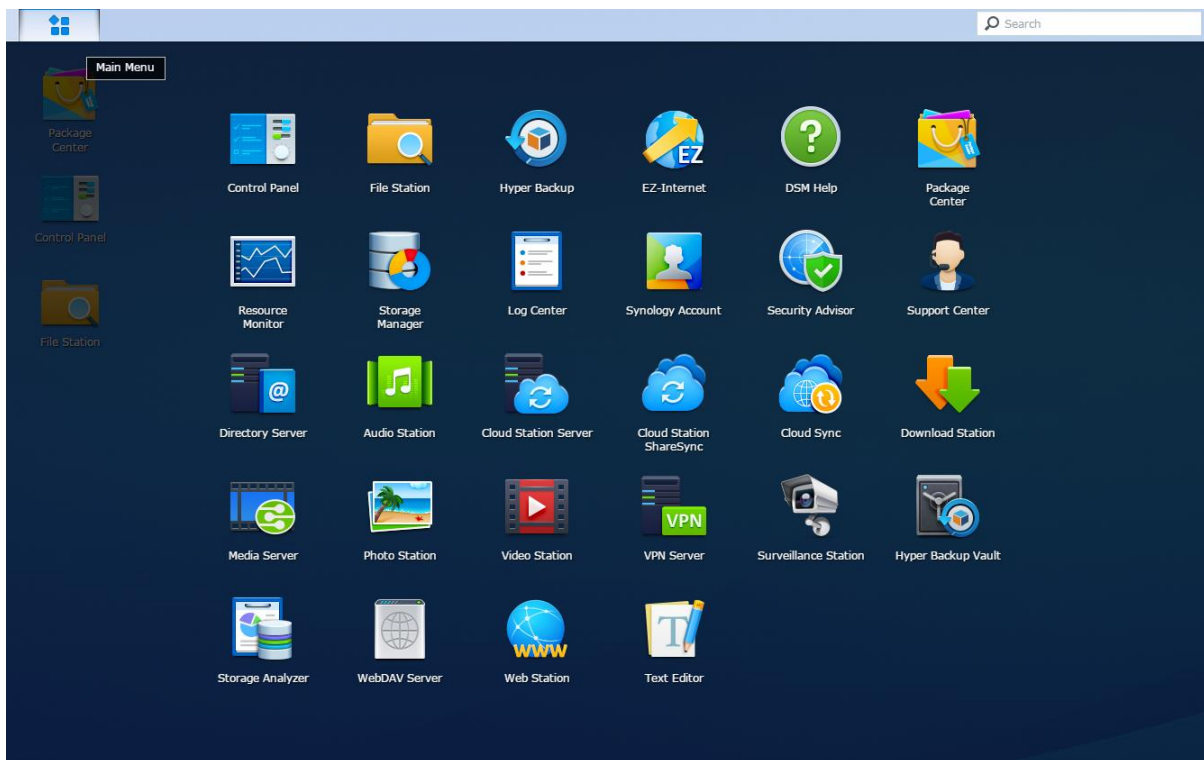 Search
Main Menu
Package
Center
Control Panel
File Station
EZ
?
Control Panel
File Station
Hyper Backup
EZ-Internet
DSM Help
Package
Center
Resource
Monitor
Storage
Manager
Log Center
Synology Account
Security Advisor
Support Center
@
Directory Server
Audio Station
Cloud Station Server
Cloud Station
ShareSync
Cloud Sync
Download Station
VPN
Media Server
Photo Station
Video Station
VPN Server
Surveillance Station
Hyper Backup Vault
www
T
Storage Analyzer
WebDAV Server
Web Station
Text Editor